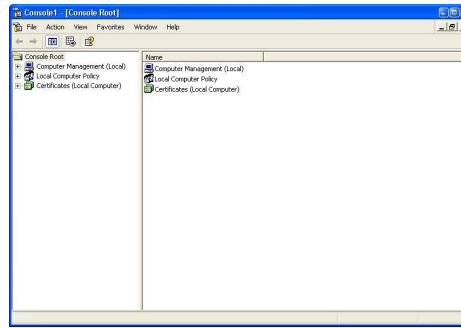 Console1 - [Console Root]
File Action View Favorites Window Help
Console Root
Computer Management (Local)
Local Computer Policy
Certificates (Local Computer)
Name
Computer Management (Local)
Local Computer Policy
Certificates (Local Computer)